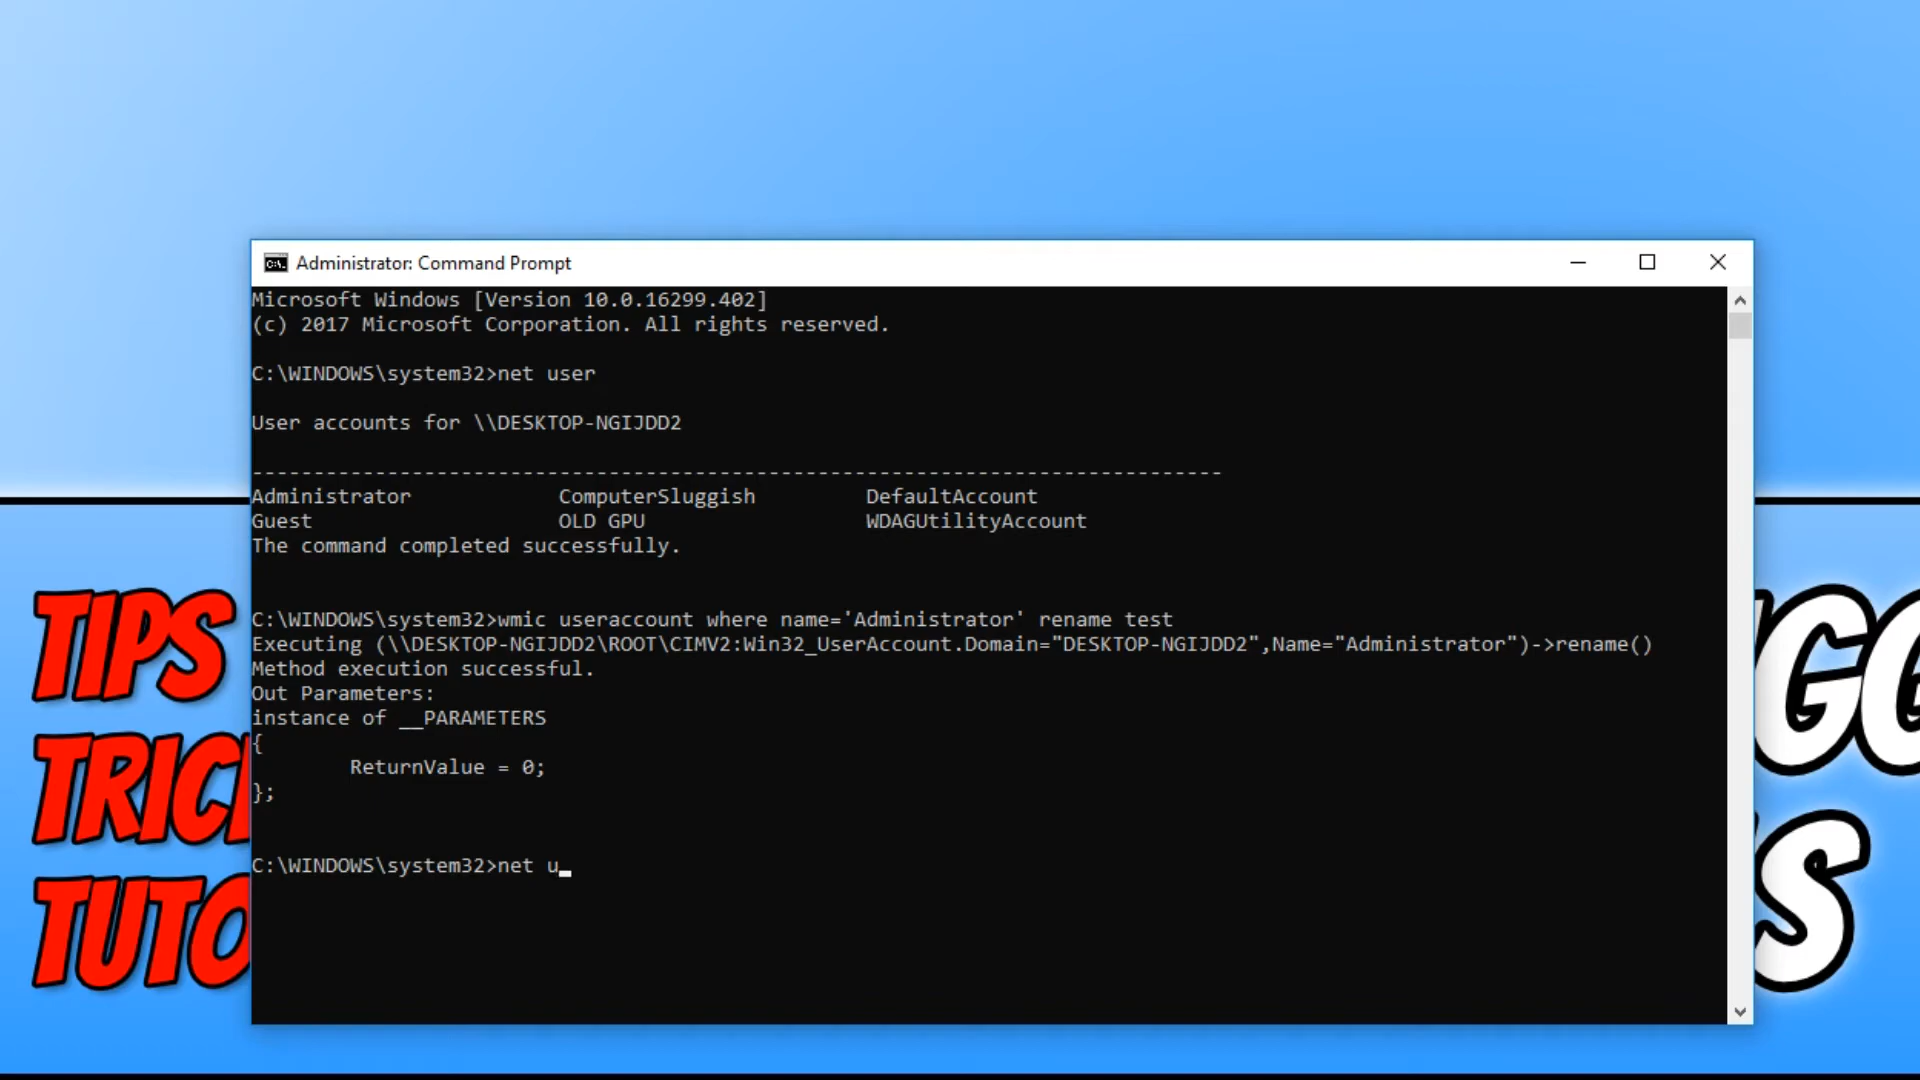 Administrator: Command Prompt
Microsoft Windows [Version 10.0.16299.402]
(c) 2017 Microsoft Corporation. All rights reserved.
C:\WINDOWS\system32>net user
User accounts for \\DESKTOP-NGIJDD2
-------------------------------------------------------------------------------
Administrator ComputerSluggish DefaultAccount
Guest OLD GPU WDAGUtilityAccount
The command completed successfully.
C:\WINDOWS\system32>wmic useraccount where name='Administrator' rename test
Executing (\\DESKTOP-NGIJDD2\ROOT\CIMV2:Win32_UserAccount.Domain="DESKTOP-NGIJDD2",Name="Administrator")->rename()
Method execution successful.
Out Parameters:
instance of __PARAMETERS
{
ReturnValue = 0;
};
C:\WINDOWS\system32>net u_
TIPS
TRIC
TUTO